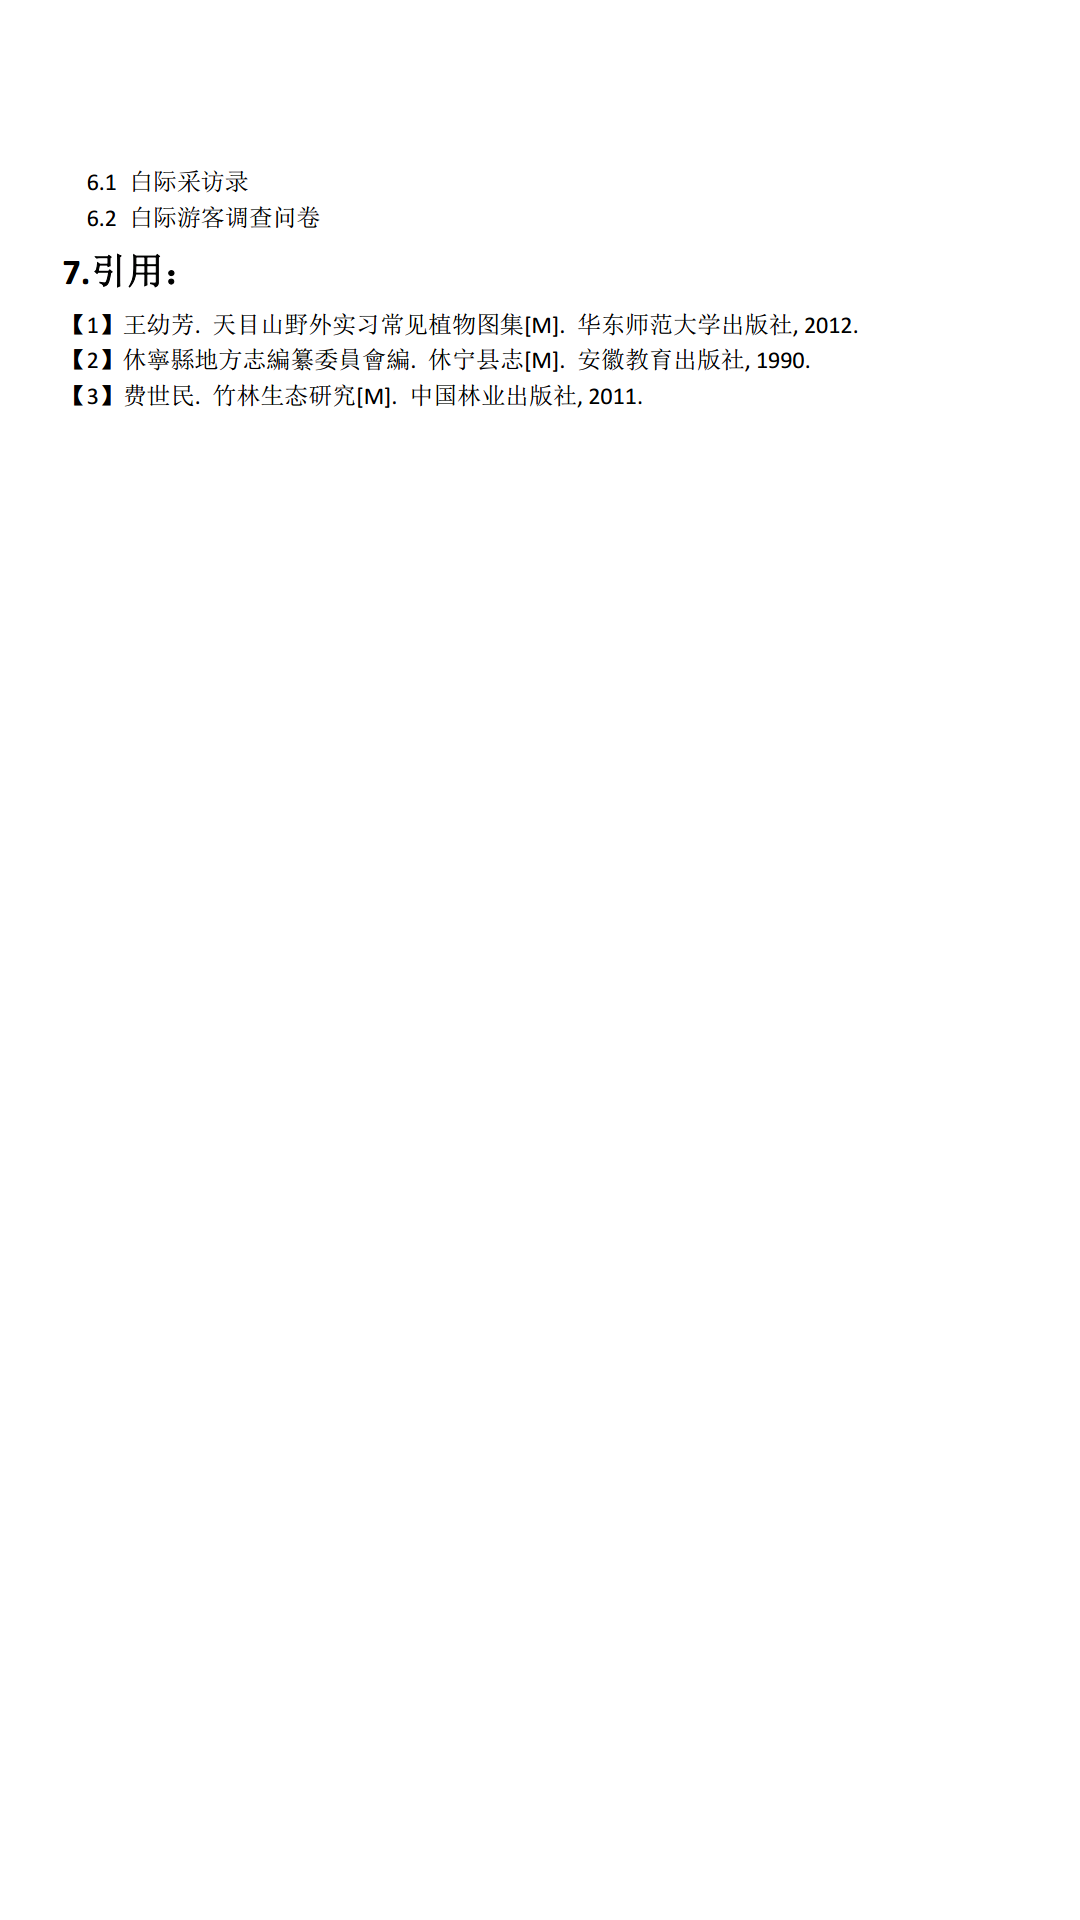 6.1 白际采访录
6.2 白际游客调查问卷
7.引用：
【1】王幼芳. 天目山野外实习常见植物图集[M]. 华东师范大学出版社, 2012.
【2】休寧縣地方志編纂委員會編. 休宁县志[M]. 安徽教育出版社, 1990.
【3】费世民. 竹林生态研究[M]. 中国林业出版社, 2011.